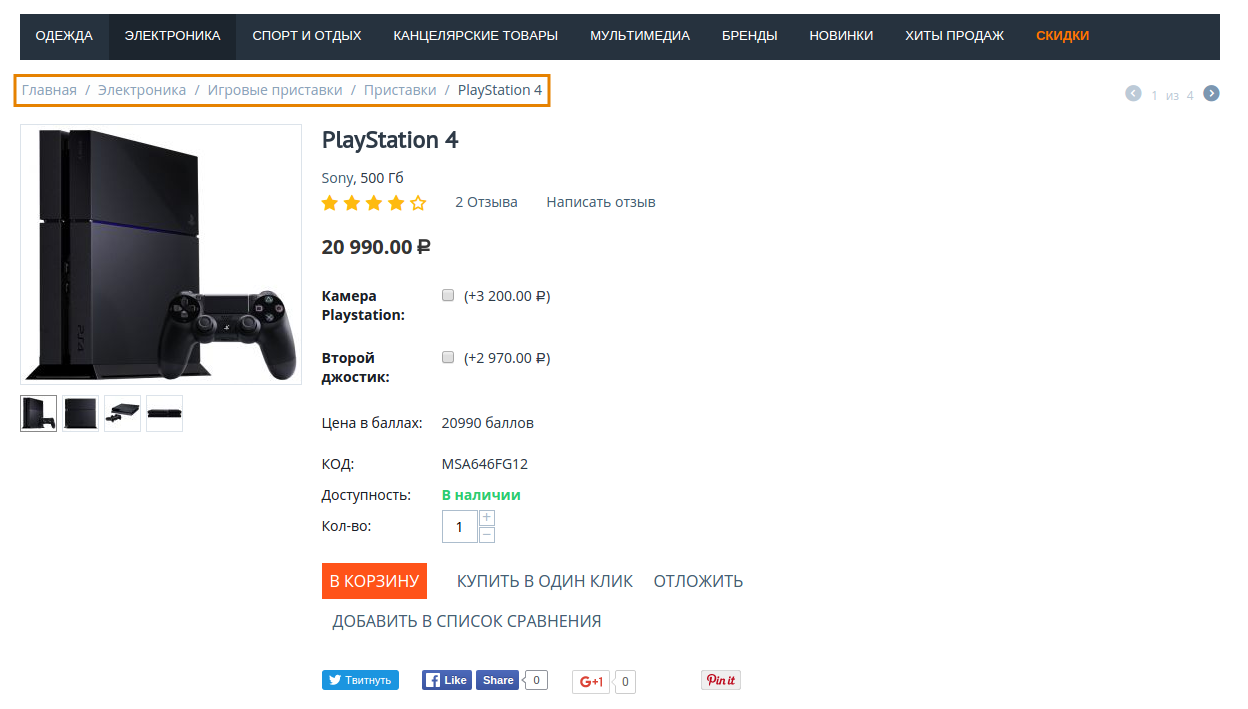 ОДЕЖДА ЭЛЕКТРОНИКА СПОРТ И ОТДЫХ КАНЦЕЛЯРСКИЕ ТОВАРЫ МУЛЬТИМЕДИА БРЕНДЫ НОВИНКИ ХИТЫ ПРОДАЖ СКИДКИ
Главная / Электроника / Игровые приставки / Приставки / PlayStation 4
1 из 4
PlayStation 4
Sony, 500 Гб
2 Отзыва Написать отзыв
20 990.00 ₽
Камера Playstation: (+3 200.00 ₽)
Второй джостик: (+2 970.00 ₽)
Цена в баллах: 20990 баллов
КОД: MSA646FG12
Доступность: В наличии
Кол-во: 1 + −
В КОРЗИНУ КУПИТЬ В ОДИН КЛИК ОТЛОЖИТЬ
ДОБАВИТЬ В СПИСОК СРАВНЕНИЯ
Твитнуть Like Share 0 G+1 0 Pin it